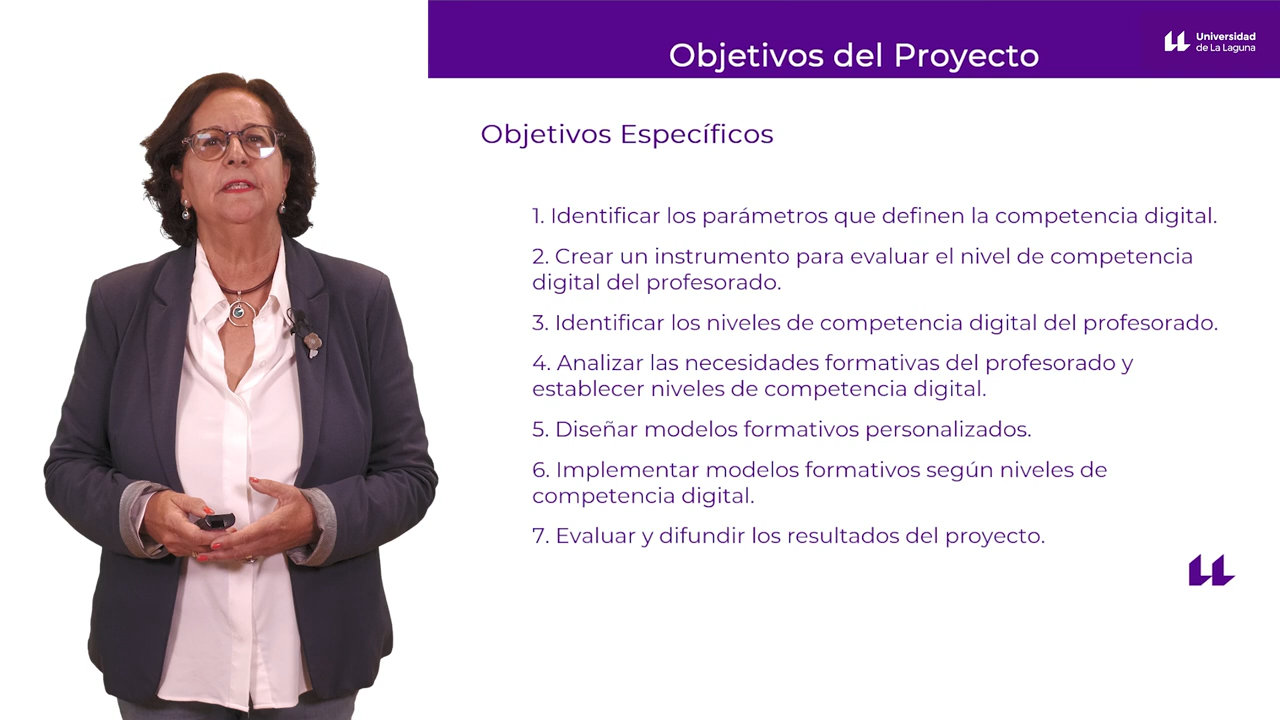 Objetivos del Proyecto
Universidad
de La Laguna
Objetivos Específicos
1. Identificar los parámetros que definen la competencia digital.
2. Crear un instrumento para evaluar el nivel de competencia
digital del profesorado.
3. Identificar los niveles de competencia digital del profesorado.
4. Analizar las necesidades formativas del profesorado y
establecer niveles de competencia digital.
5. Diseñar modelos formativos personalizados.
6. Implementar modelos formativos según niveles de
competencia digital.
7. Evaluar y difundir los resultados del proyecto.